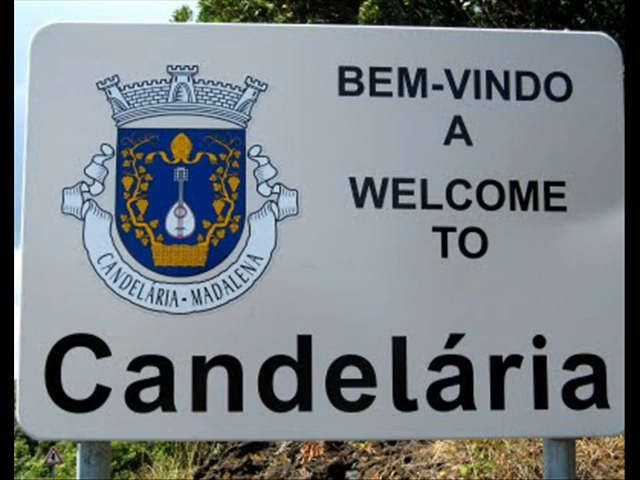 BEM-VINDO
A
WELCOME
TO
CANDELÁRIA - MADALENA
Candelária